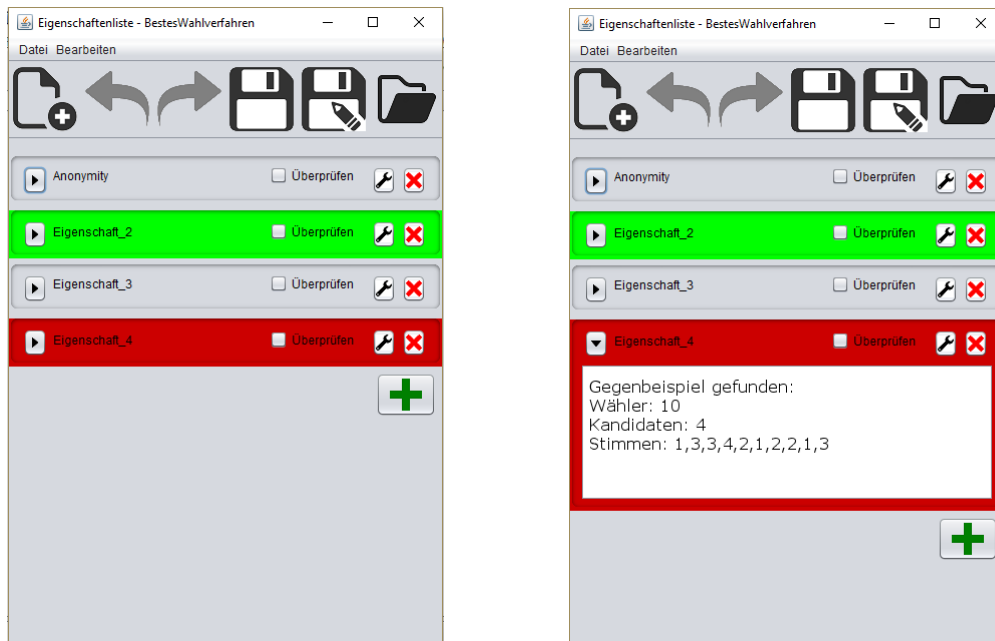 Eigenschaftenliste - BestesWahlverfahren
Datei Bearbeiten
Anonymity Überprüfen
Eigenschaft_2 Überprüfen
Eigenschaft_3 Überprüfen
Eigenschaft_4 Überprüfen
Eigenschaftenliste - BestesWahlverfahren
Datei Bearbeiten
Anonymity Überprüfen
Eigenschaft_2 Überprüfen
Eigenschaft_3 Überprüfen
Eigenschaft_4 Überprüfen
Gegenbeispiel gefunden:
Wähler: 10
Kandidaten: 4
Stimmen: 1,3,3,4,2,1,2,2,1,3